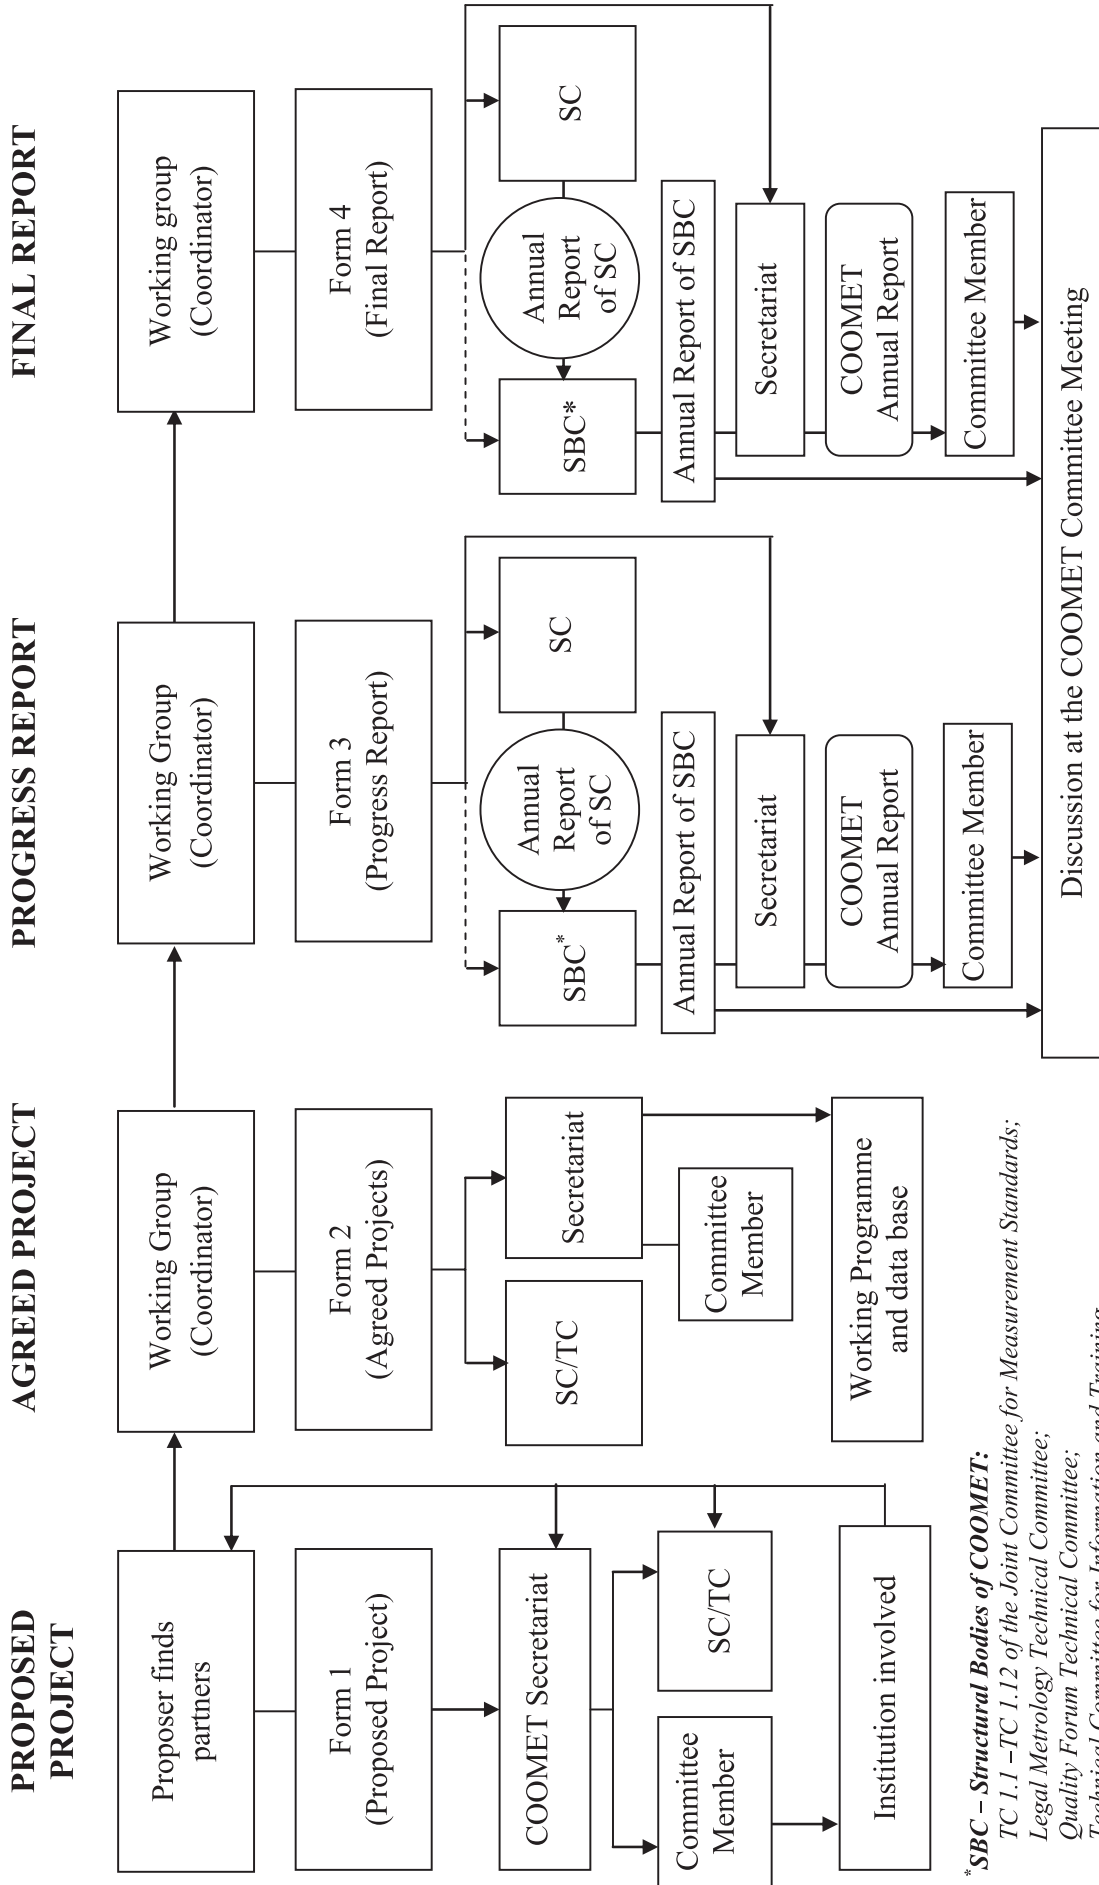 PROPOSED
PROJECT
Proposer finds
partners
Form 1
(Proposed Project)
COOMET Secretariat
Committee
Member
SC/TC
Institution involved
AGREED PROJECT
Working Group
(Coordinator)
Form 2
(Agreed Projects)
SC/TC
Secretariat
Committee
Member
Working Programme
and data base
PROGRESS REPORT
Working Group
(Coordinator)
Form 3
(Progress Report)
SBC*
Annual
Report
of SC
SC
Annual Report of SBC
Secretariat
COOMET
Annual Report
Committee Member
FINAL REPORT
Working group
(Coordinator)
Form 4
(Final Report)
SBC*
Annual
Report
of SC
SC
Annual Report of SBC
Secretariat
COOMET
Annual Report
Committee Member
Discussion at the COOMET Committee Meeting
*SBC – Structural Bodies of COOMET:
TC 1.1 –TC 1.12 of the Joint Committee for Measurement Standards;
Legal Metrology Technical Committee;
Quality Forum Technical Committee;
Technical Committee for Information and Training